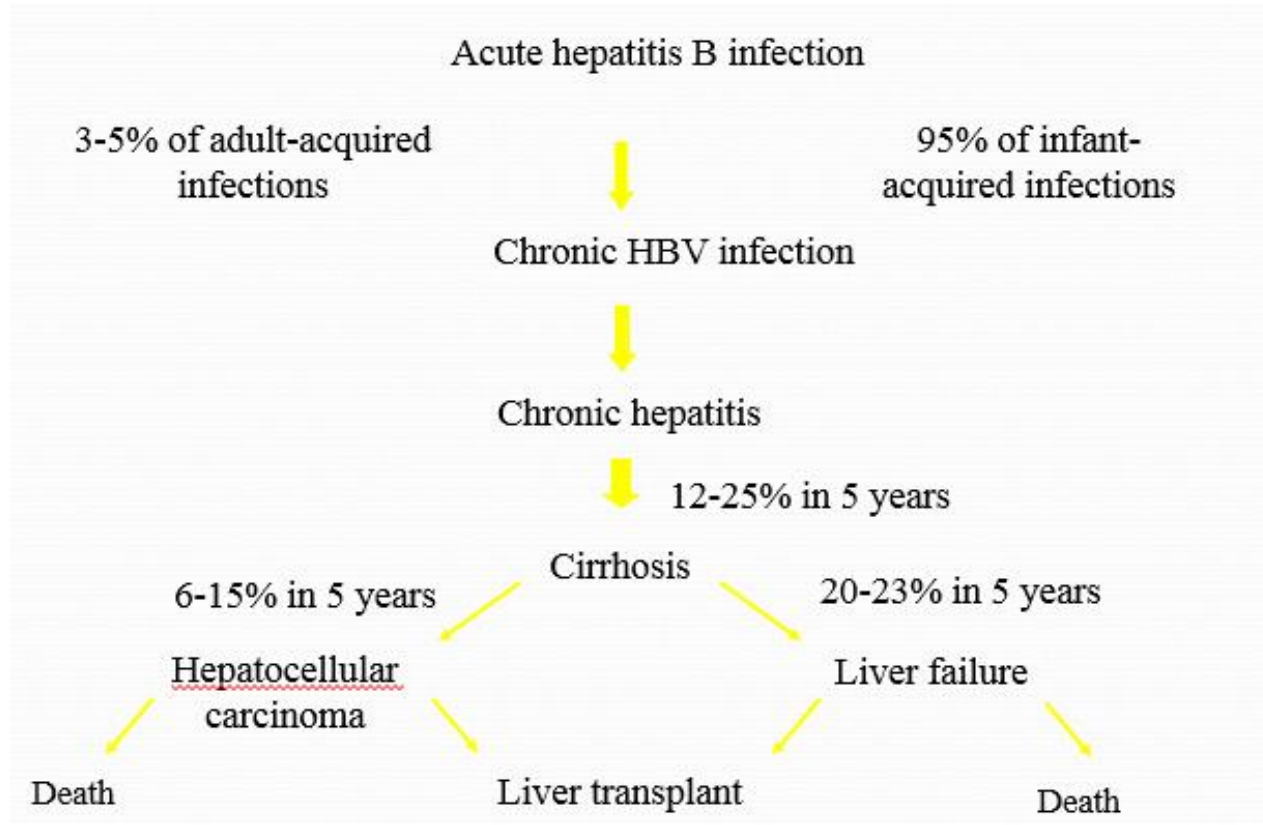 Acute hepatitis B infection
3-5% of adult-acquired
infections
95% of infant-
acquired infections
Chronic HBV infection
Chronic hepatitis
12-25% in 5 years
Cirrhosis
6-15% in 5 years
20-23% in 5 years
Hepatocellular
carcinoma
Liver failure
Death
Liver transplant
Death